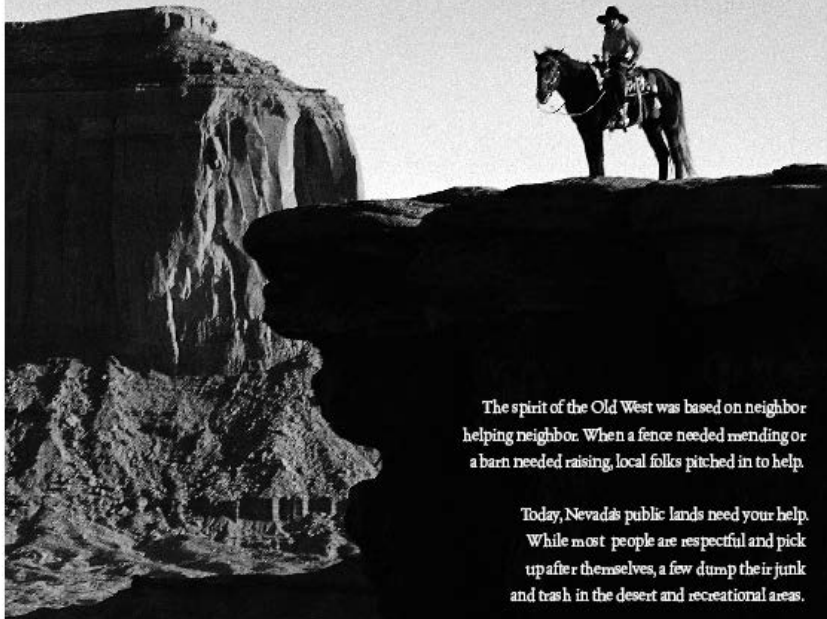 The spirit of the Old West was based on neighbor
helping neighbor. When a fence needed mending or
a barn needed raising, local folks pitched in to help.
Today, Nevada's public lands need your help.
While most people are respectful and pick
up after themselves, a few dump their junk
and trash in the desert and recreational areas.